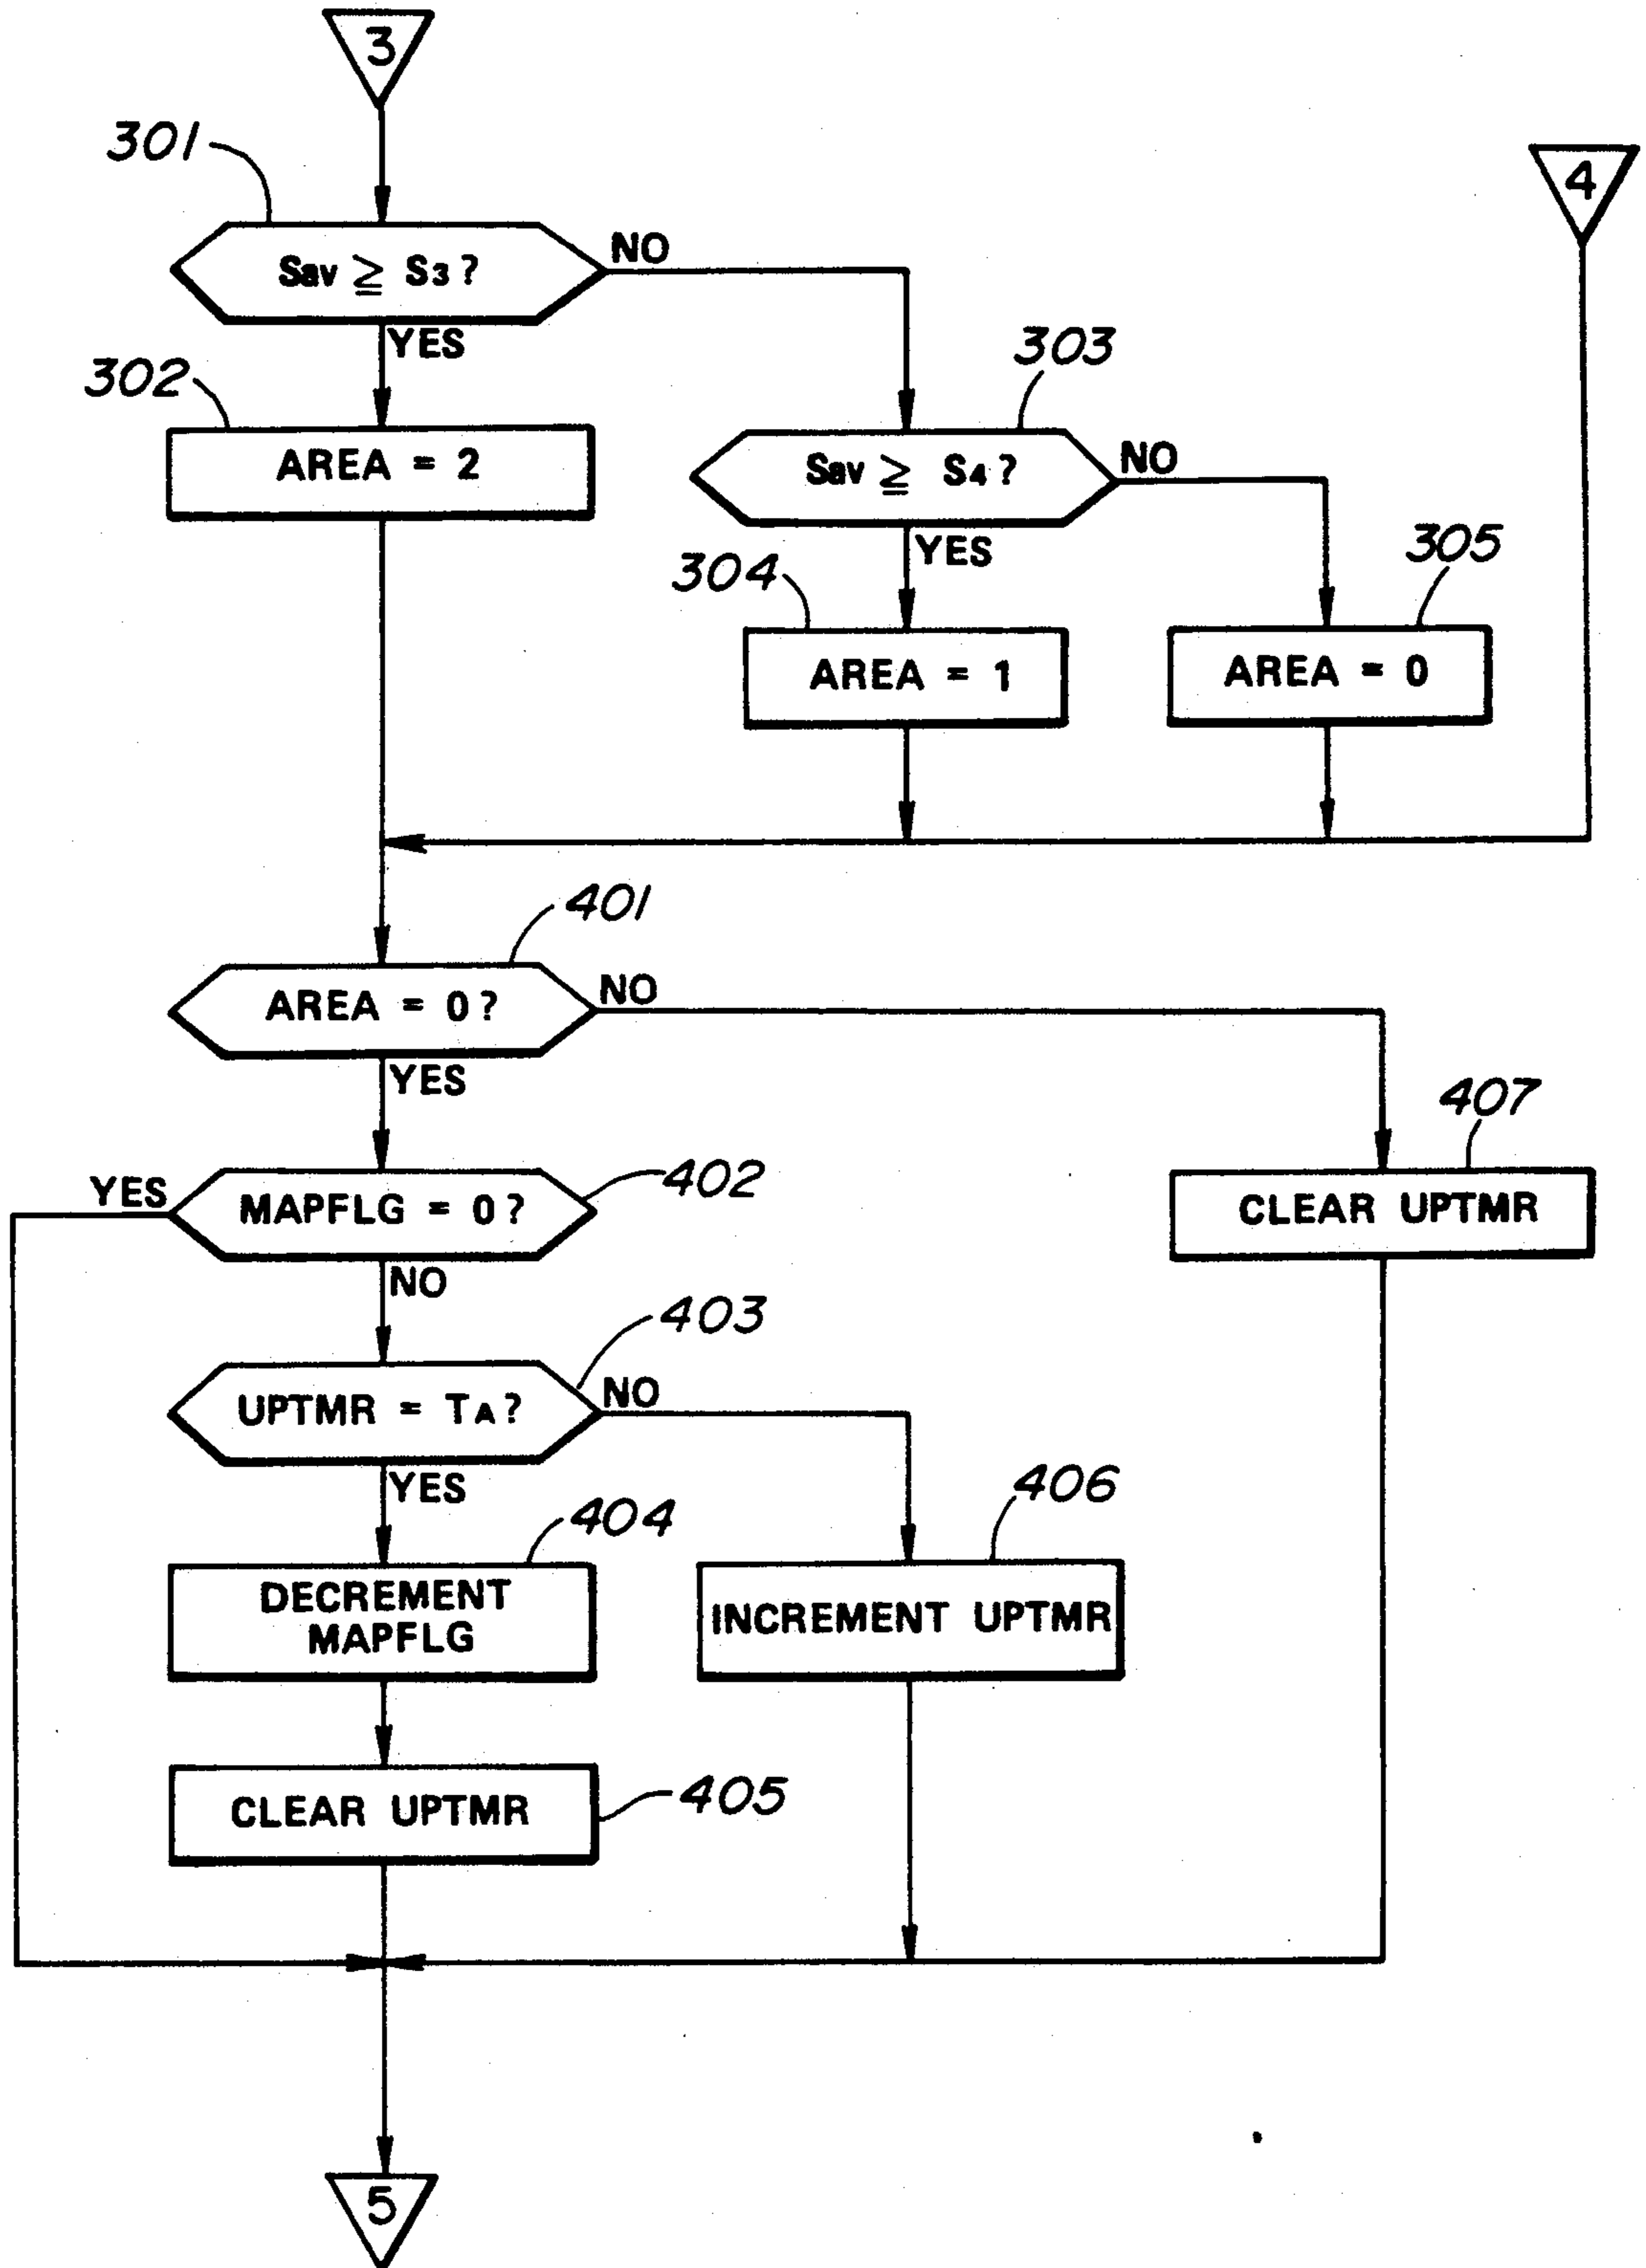 3
301
4
Sav ≧ S3?
NO
YES
303
302
AREA = 2
Sav ≧ S4?
NO
YES
305
304
AREA = 1
AREA = 0
401
AREA = 0?
NO
YES
407
402
YES
MAPFLG = 0?
CLEAR UPTMR
NO
403
UPTMR = TA?
NO
YES
406
404
DECREMENT
MAPFLG
INCREMENT UPTMR
405
CLEAR UPTMR
5